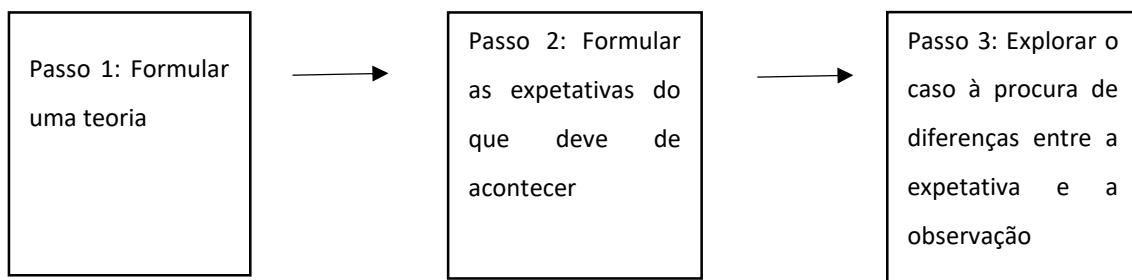 Passo 1: Formular
uma teoria
Passo 2: Formular
as expetativas do
que deve de
acontecer
Passo 3: Explorar o
caso à procura de
diferenças entre a
expetativa e a
observação